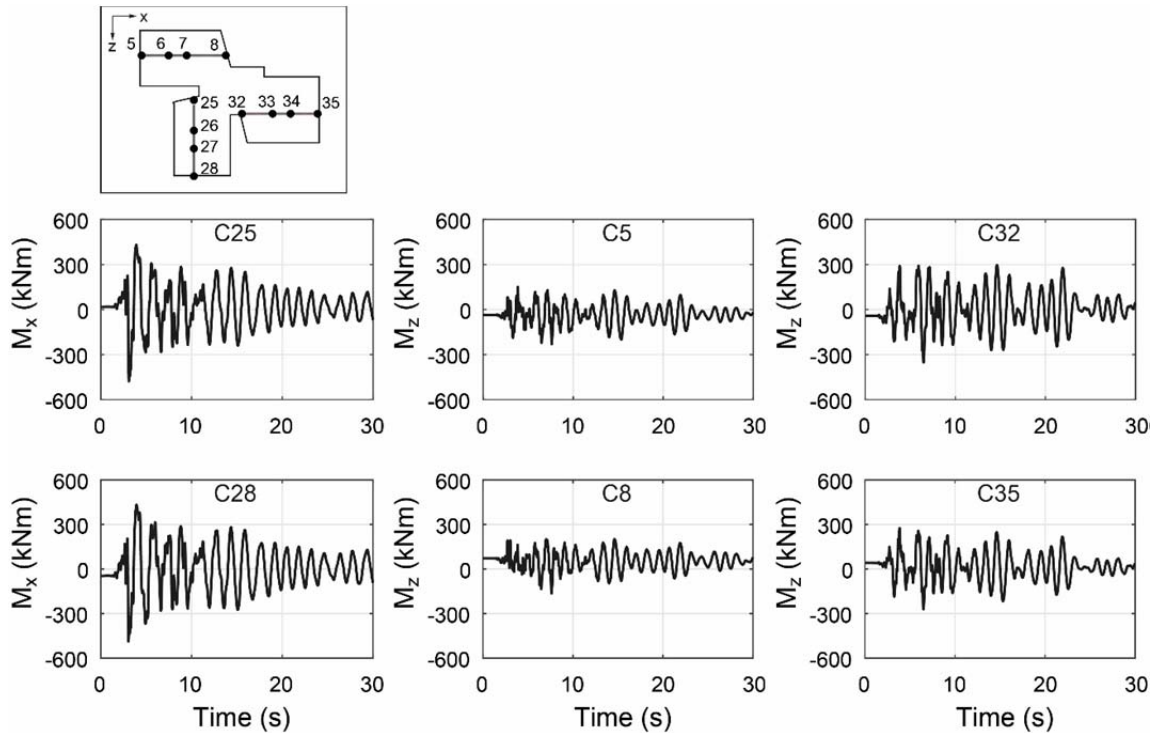 x
z
5 6 7 8
25 32 33 34 35
26
27
28
600 600 600
C25 C5 C32
300 300 300
Mx (kNm) Mz (kNm) Mz (kNm)
0 0 0
-300 -300 -300
-600 -600 -600
0 10 20 30 0 10 20 30 0 10 20 30
600 600 600
C28 C8 C35
300 300 300
Mx (kNm) Mz (kNm) Mz (kNm)
0 0 0
-300 -300 -300
-600 -600 -600
0 10 20 30 0 10 20 30 0 10 20 30
Time (s) Time (s) Time (s)